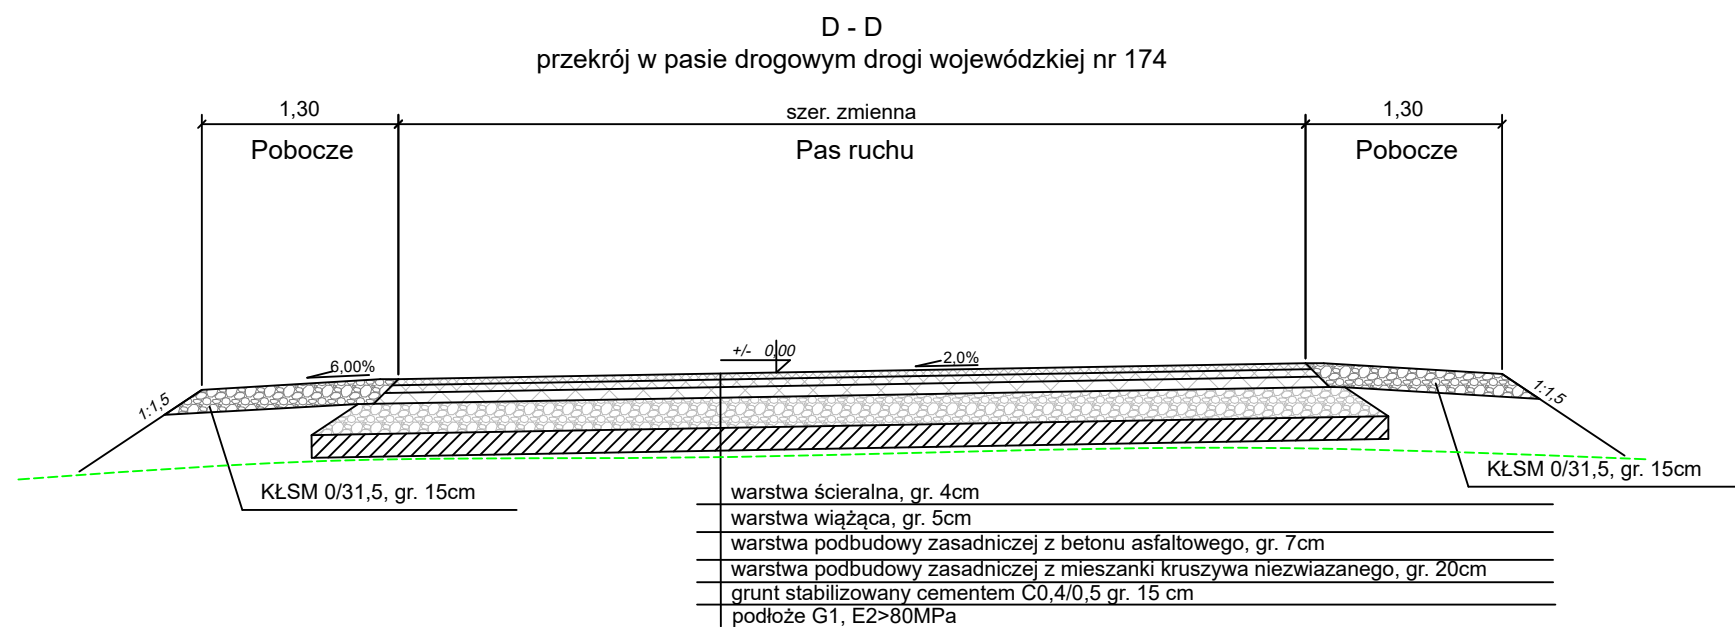 D - D
przekrój w pasie drogowym drogi wojewódzkiej nr 174
1,30
szer. zmienna
1,30
Pobocze
Pas ruchu
Pobocze
+/- 0,00
6,00%
2,0%
1:1,5
1:1,5
KŁSM 0/31,5, gr. 15cm
KŁSM 0/31,5, gr. 15cm
warstwa ścieralna, gr. 4cm
warstwa wiążąca, gr. 5cm
warstwa podbudowy zasadniczej z betonu asfaltowego, gr. 7cm
warstwa podbudowy zasadniczej z mieszanki kruszywa niezwiazanego, gr. 20cm
grunt stabilizowany cementem C0,4/0,5 gr. 15 cm
podłoże G1, E2>80MPa